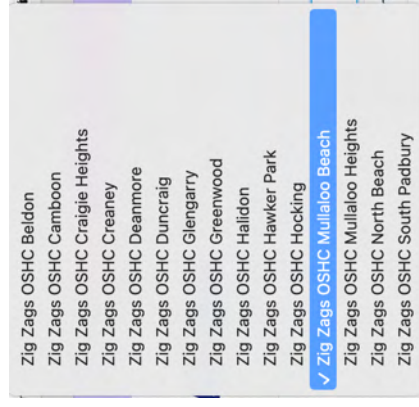 Zig Zags OSHC Beldon
Zig Zags OSHC Camboon
Zig Zags OSHC Craigie Heights
Zig Zags OSHC Creaney
Zig Zags OSHC Deanmore
Zig Zags OSHC Duncraig
Zig Zags OSHC Glengarry
Zig Zags OSHC Greenwood
Zig Zags OSHC Halidon
Zig Zags OSHC Hawker Park
Zig Zags OSHC Hocking
✓ Zig Zags OSHC Mullaloo Beach
Zig Zags OSHC Mullaloo Heights
Zig Zags OSHC North Beach
Zig Zags OSHC South Padbury